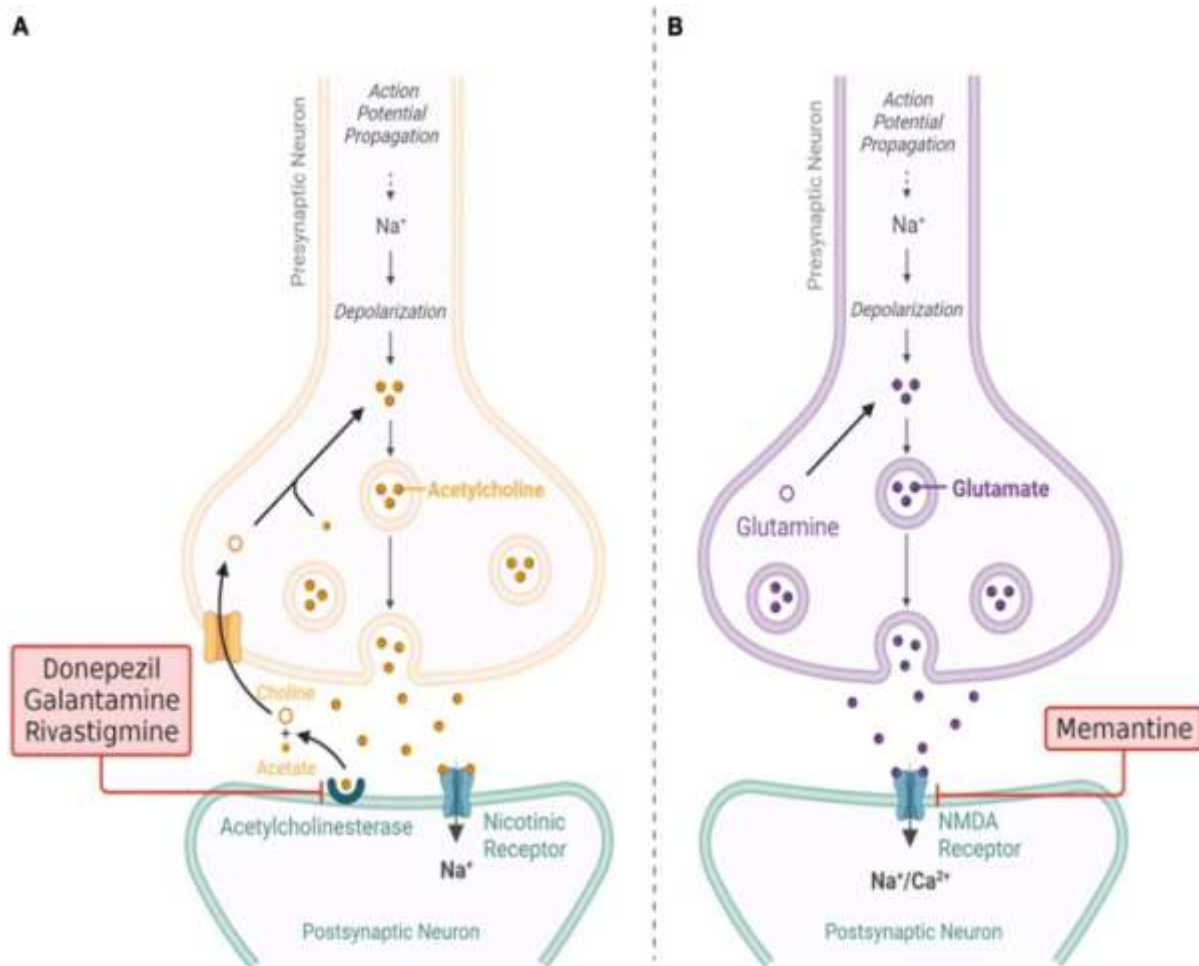 A
Presynaptic Neuron
Action
Potential
Propagation
Na⁺
Depolarization
Acetylcholine
Donepezil
Galantamine
Rivastigmine
Choline
+
Acetate
Acetylcholinesterase
Nicotinic
Receptor
Na⁺
Postsynaptic Neuron
B
Presynaptic Neuron
Action
Potential
Propagation
Na⁺
Depolarization
Glutamate
Glutamine
Memantine
NMDA
Receptor
Na⁺/Ca²⁺
Postsynaptic Neuron